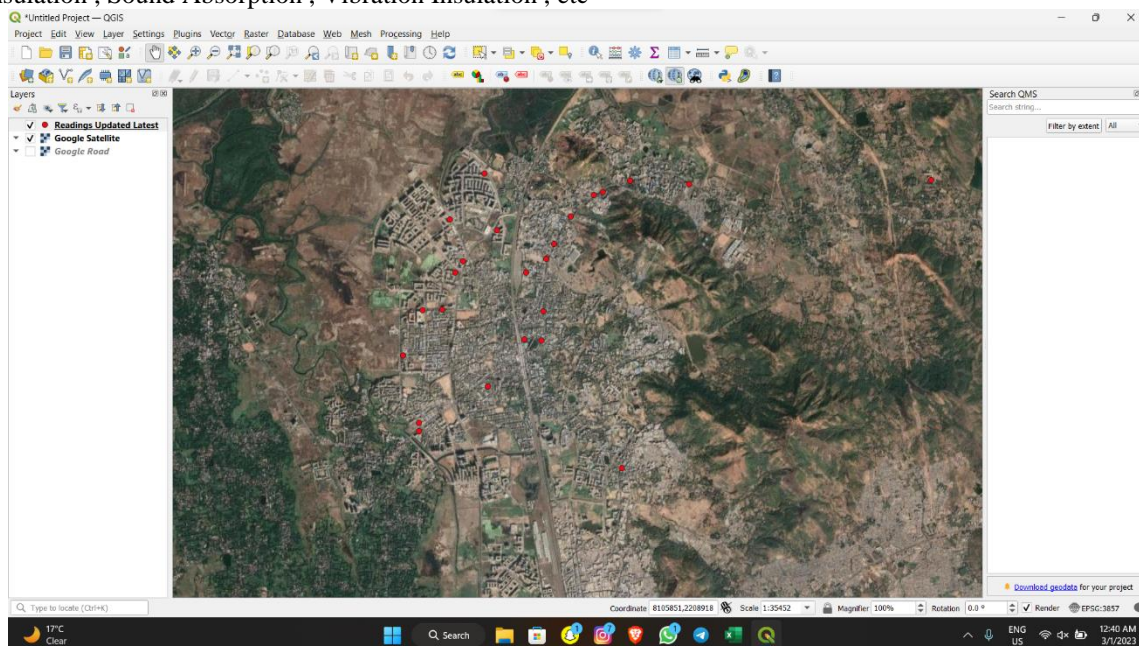 sulation , Sound Absorption , Vibration Insulation , etc
*Untitled Project — QGIS
Project Edit View Layer Settings Plugins Vector Raster Database Web Mesh Processing Help
Layers
Readings Updated Latest
Google Satellite
Google Road
Search QMS
Search string...
Filter by extent All
Download geodata for your project
Type to locate (Ctrl+K)
Coordinate 8105851,2208918 Scale 1:35452 Magnifier 100% Rotation 0.0 ° Render EPSG:3857
17°C
Clear
Search
ENG
US
12:40 AM
3/1/2023